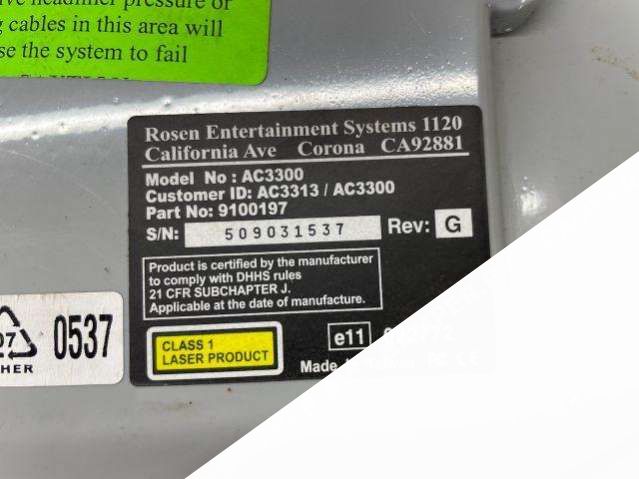 headliner pressure or
cables in this area will
se the system to fail
Rosen Entertainment Systems 1120
California Ave Corona CA92881
Model No : AC3300
Customer ID: AC3313 / AC3300
Part No: 9100197
S/N: 509031537 Rev: G
Product is certified by the manufacturer
to comply with DHHS rules
21 CFR SUBCHAPTER J.
Applicable at the date of manufacture.
07 0537
HER
CLASS 1
LASER PRODUCT
e11
Made